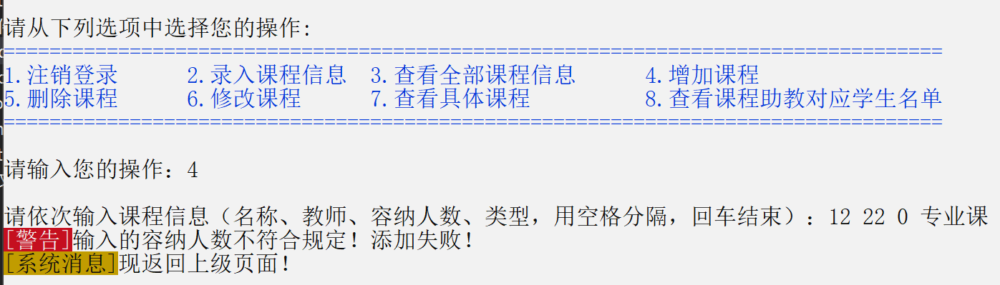 请从下列选项中选择您的操作:
==================================================================================
1.注销登录      2.录入课程信息  3.查看全部课程信息      4.增加课程
5.删除课程      6.修改课程      7.查看具体课程          8.查看课程助教对应学生名单
==================================================================================
请输入您的操作：4
请依次输入课程信息（名称、教师、容纳人数、类型，用空格分隔，回车结束）：12 22 0 专业课
[警告]输入的容纳人数不符合规定！添加失败！
[系统消息]现返回上级页面！